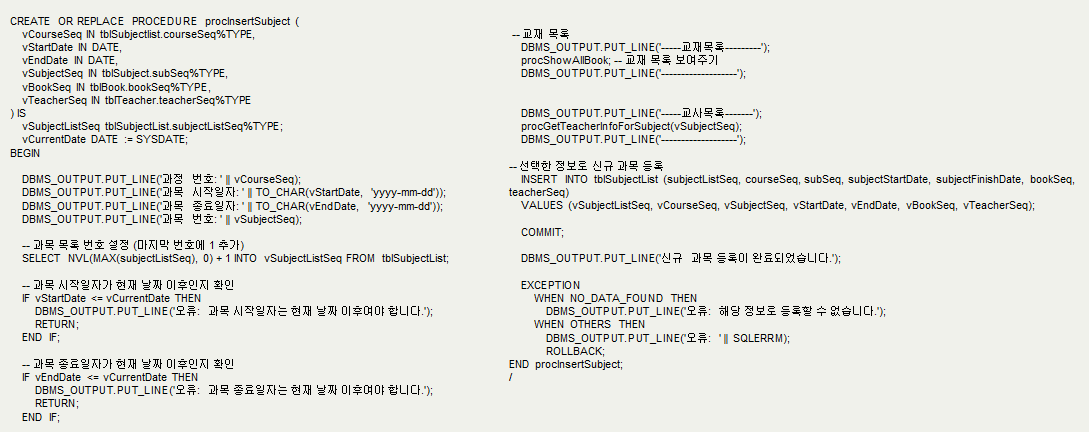 CREATE OR REPLACE PROCEDURE procInsertSubject (
vCourseSeq IN tblSubjectlist.courseSeq%TYPE,
vStartDate IN DATE,
vEndDate IN DATE,
vSubjectSeq IN tblSubject.subSeq%TYPE,
vBookSeq IN tblBook.bookSeq%TYPE,
vTeacherSeq IN tblTeacher.teacherSeq%TYPE
) IS
vSubjectListSeq tblSubjectList.subjectListSeq%TYPE;
vCurrentDate DATE := SYSDATE;
BEGIN
DBMS_OUTPUT.PUT_LINE('과정 번호: ' || vCourseSeq);
DBMS_OUTPUT.PUT_LINE('과목 시작일자: ' || TO_CHAR(vStartDate, 'yyyy-mm-dd'));
DBMS_OUTPUT.PUT_LINE('과목 종료일자: ' || TO_CHAR(vEndDate, 'yyyy-mm-dd'));
DBMS_OUTPUT.PUT_LINE('과목 번호: ' || vSubjectSeq);
-- 과목 목록 번호 설정 (마지막 번호에 1 추가)
SELECT NVL(MAX(subjectListSeq), 0) + 1 INTO vSubjectListSeq FROM tblSubjectList;
-- 과목 시작일자가 현재 날짜 이후인지 확인
IF vStartDate <= vCurrentDate THEN
DBMS_OUTPUT.PUT_LINE('오류: 과목 시작일자는 현재 날짜 이후여야 합니다.');
RETURN;
END IF;
-- 과목 종료일자가 현재 날짜 이후인지 확인
IF vEndDate <= vCurrentDate THEN
DBMS_OUTPUT.PUT_LINE('오류: 과목 종료일자는 현재 날짜 이후여야 합니다.');
RETURN;
END IF;
-- 교재 목록
DBMS_OUTPUT.PUT_LINE('-----교재목록---------');
procShowAllBook; -- 교재 목록 보여주기
DBMS_OUTPUT.PUT_LINE('-------------------');
DBMS_OUTPUT.PUT_LINE('-----교사목록-------');
procGetTeacherInfoForSubject(vSubjectSeq);
DBMS_OUTPUT.PUT_LINE('-------------------');
-- 선택한 정보로 신규 과목 등록
INSERT INTO tblSubjectList (subjectListSeq, courseSeq, subSeq, subjectStartDate, subjectFinishDate, bookSeq,
teacherSeq)
VALUES (vSubjectListSeq, vCourseSeq, vSubjectSeq, vStartDate, vEndDate, vBookSeq, vTeacherSeq);
COMMIT;
DBMS_OUTPUT.PUT_LINE('신규 과목 등록이 완료되었습니다.');
EXCEPTION
WHEN NO_DATA_FOUND THEN
DBMS_OUTPUT.PUT_LINE('오류: 해당 정보로 등록할 수 없습니다.');
WHEN OTHERS THEN
DBMS_OUTPUT.PUT_LINE('오류: ' || SQLERRM);
ROLLBACK;
END procInsertSubject;
/